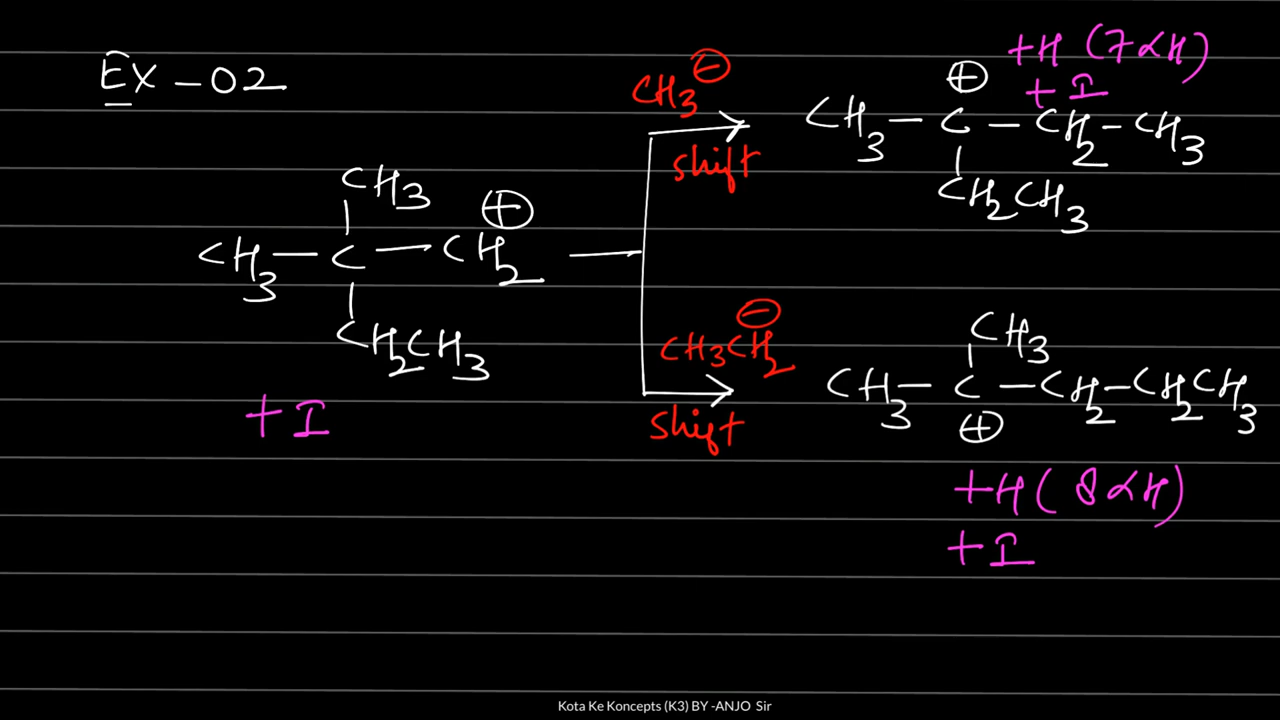 EX - 02
CH3
CH3 - C - CH2 ⊕
CH2CH3
+I
CH3 ⊖
shift
+H (7αH)
+I
⊕
CH3 - C - CH2 - CH3
CH2CH3
CH3CH2 ⊖
shift
CH3
CH3 - C - CH2 - CH2CH3
⊕
+H (8αH)
+I
Kota Ke Koncepts (K3) BY -ANJO Sir